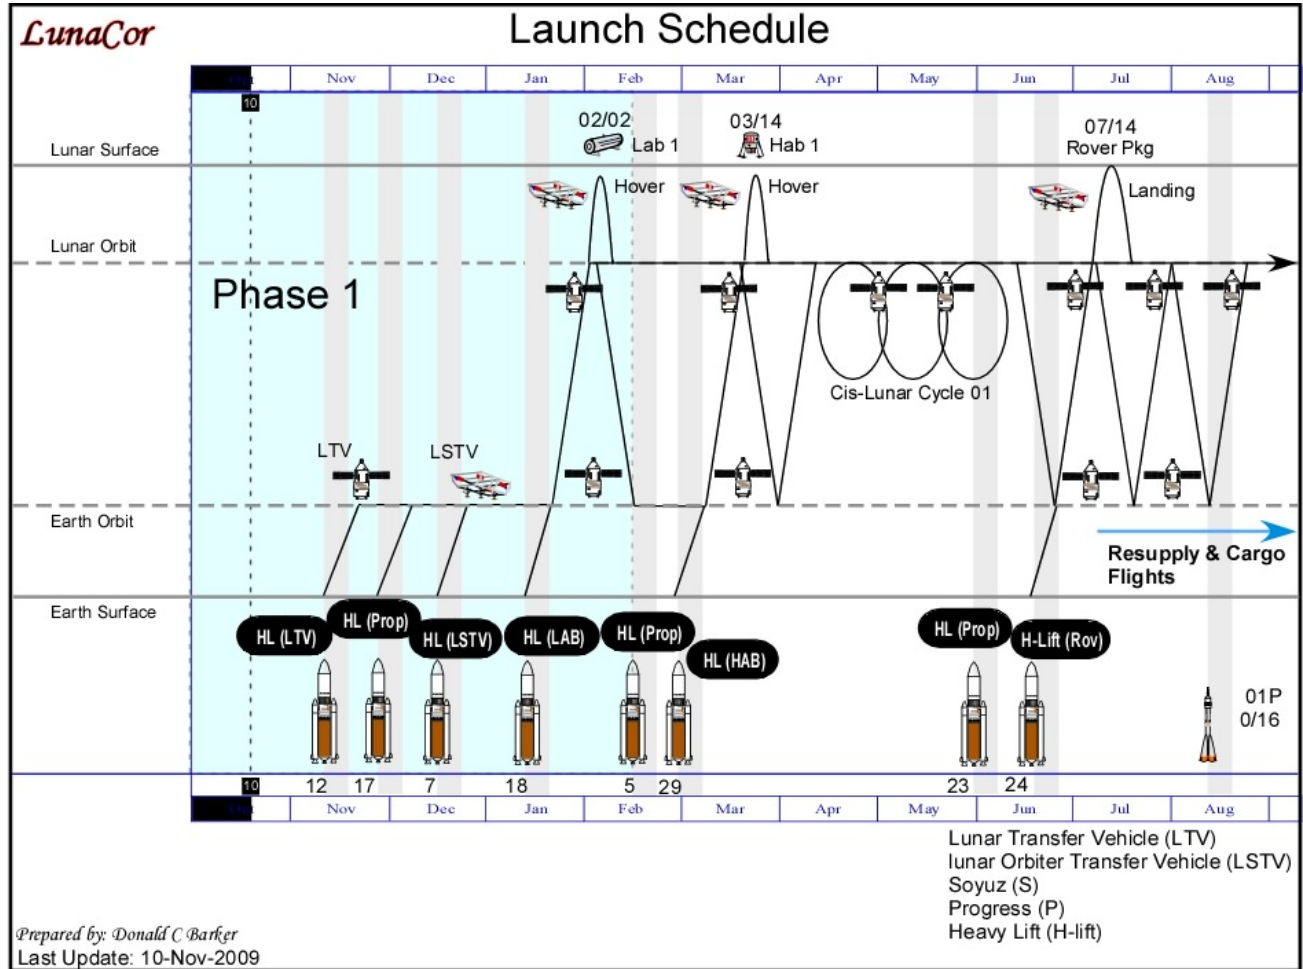 LunaCor
Launch Schedule
Nov Dec Jan Feb Mar Apr May Jun Jul Aug
10
02/02
Lab 1
03/14
Hab 1
07/14
Rover Pkg
Lunar Surface
Hover
Hover
Landing
Lunar Orbit
Phase 1
Cis-Lunar Cycle 01
LTV
LSTV
Earth Orbit
Resupply & Cargo
Flights
Earth Surface
HL (LTV)
HL (Prop)
HL (LSTV)
HL (LAB)
HL (Prop)
HL (HAB)
HL (Prop)
H-Lift (Rov)
01P
0/16
10 12 17 7 18 5 29 23 24
Nov Dec Jan Feb Mar Apr May Jun Jul Aug
Lunar Transfer Vehicle (LTV)
lunar Orbiter Transfer Vehicle (LSTV)
Soyuz (S)
Progress (P)
Heavy Lift (H-lift)
Prepared by: Donald C Barker
Last Update: 10-Nov-2009